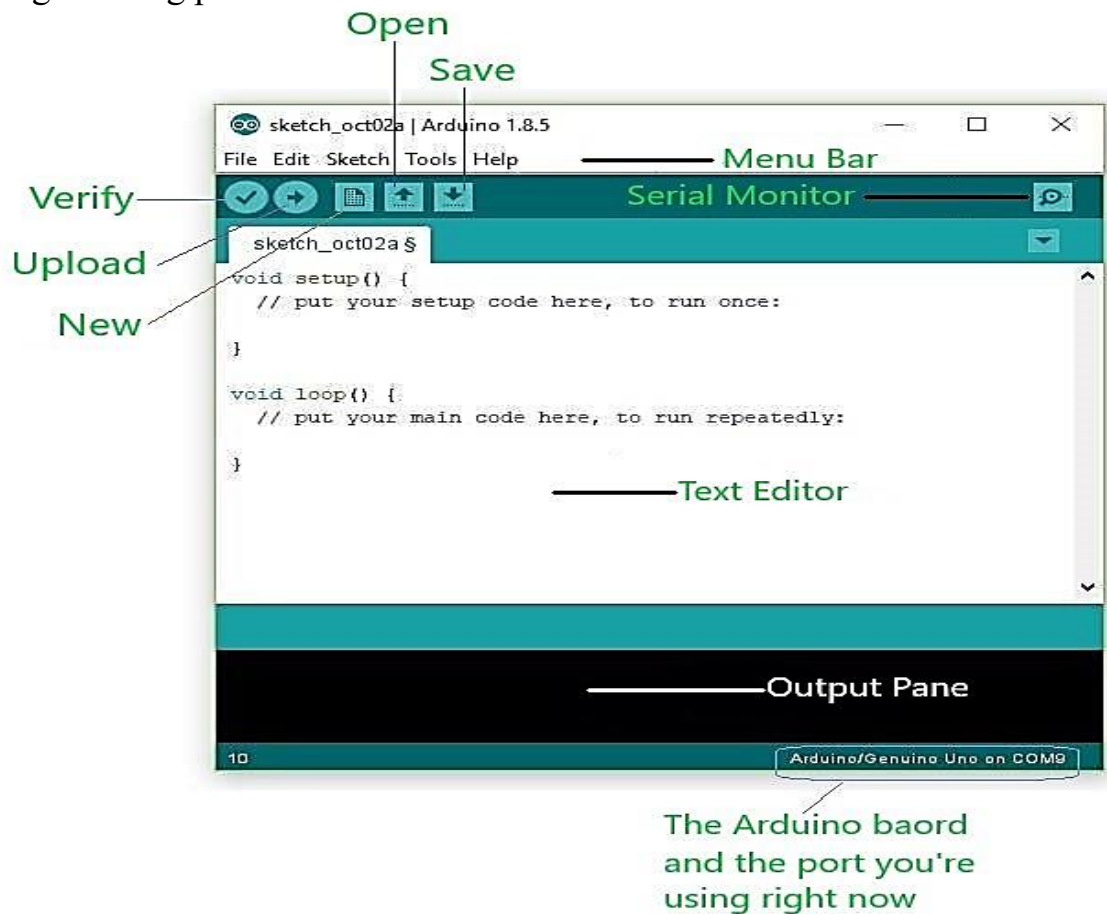 Open
Save
sketch_oct02a | Arduino 1.8.5
File Edit Sketch Tools Help
Menu Bar
Verify
Serial Monitor
sketch_oct02a §
Upload
void setup() {
// put your setup code here, to run once:
New
}
void loop() {
// put your main code here, to run repeatedly:
}
Text Editor
Output Pane
10
Arduino/Genuino Uno on COM9
The Arduino baord
and the port you're
using right now